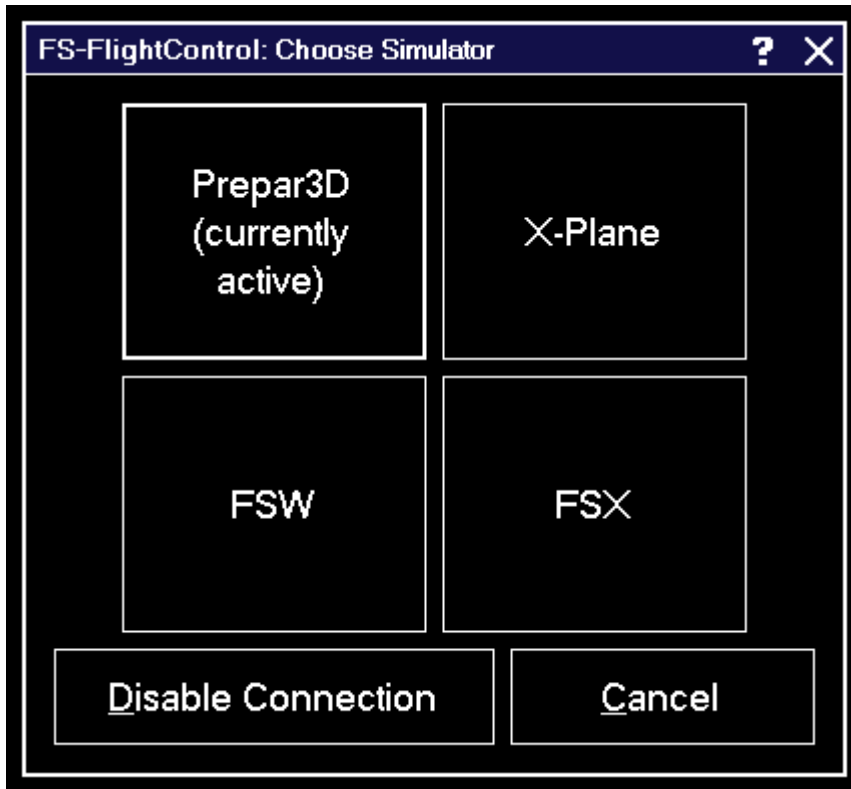 FS-FlightControl: Choose Simulator ? X
Prepar3D
(currently
active)
X-Plane
FSW
FSX
Disable Connection
Cancel